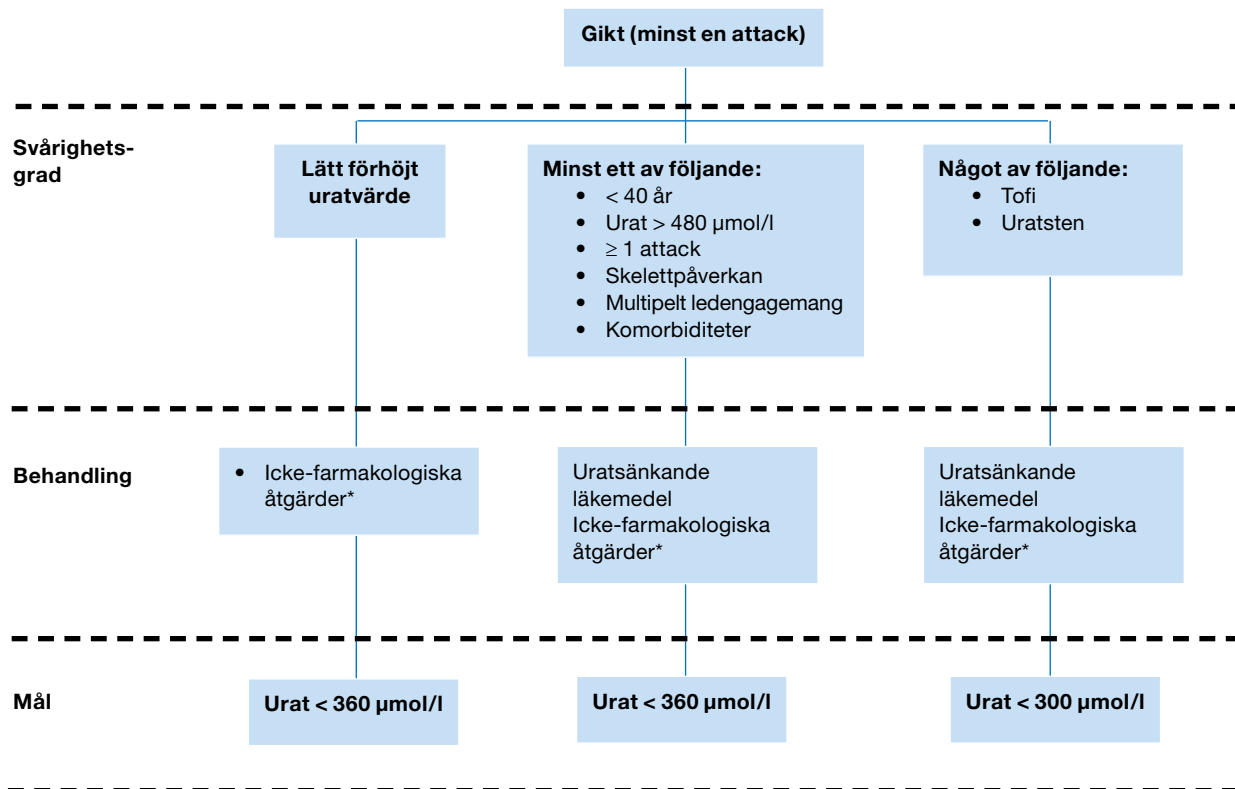 Gikt (minst en attack)
Svårighets-
grad
Lätt förhöjt
uratvärde
Minst ett av följande:
• < 40 år
• Urat > 480 µmol/l
• ≥ 1 attack
• Skelettpåverkan
• Multipelt ledengagemang
• Komorbiditeter
Något av följande:
• Tofi
• Uratsten
Behandling
• Icke-farmakologiska
åtgärder*
Uratsänkande
läkemedel
Icke-farmakologiska
åtgärder*
Uratsänkande
läkemedel
Icke-farmakologiska
åtgärder*
Mål
Urat < 360 µmol/l
Urat < 360 µmol/l
Urat < 300 µmol/l